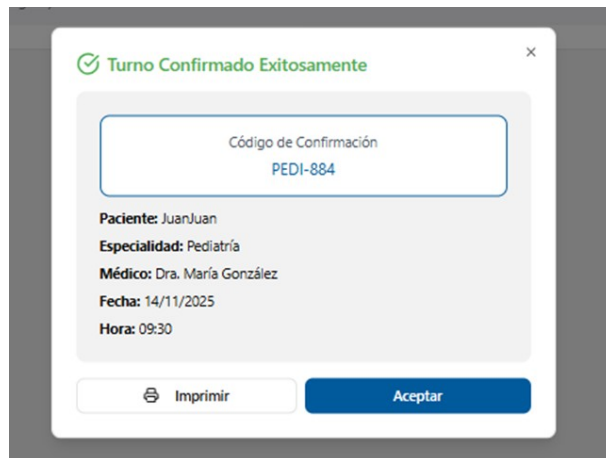 Turno Confirmado Exitosamente
Código de Confirmación
PEDI-884
Paciente: JuanJuan
Especialidad: Pediatría
Médico: Dra. María González
Fecha: 14/11/2025
Hora: 09:30
Imprimir
Aceptar